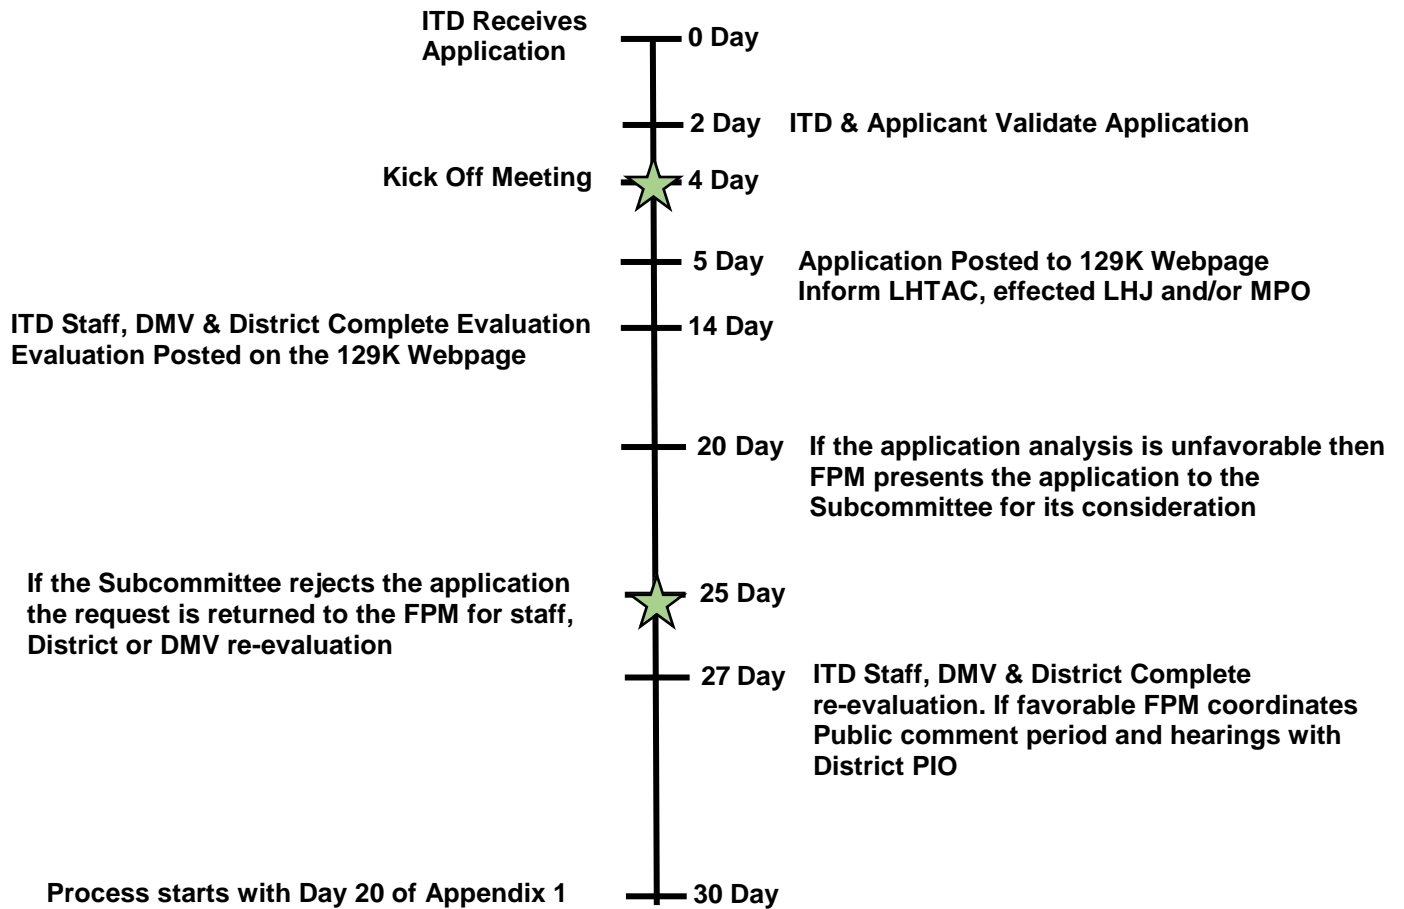 ITD Receives
Application
0 Day
2 Day
ITD & Applicant Validate Application
Kick Off Meeting
4 Day
5 Day
Application Posted to 129K Webpage
Inform LHTAC, effected LHJ and/or MPO
ITD Staff, DMV & District Complete Evaluation
Evaluation Posted on the 129K Webpage
14 Day
20 Day
If the application analysis is unfavorable then
FPM presents the application to the
Subcommittee for its consideration
If the Subcommittee rejects the application
the request is returned to the FPM for staff,
District or DMV re-evaluation
25 Day
27 Day
ITD Staff, DMV & District Complete
re-evaluation. If favorable FPM coordinates
Public comment period and hearings with
District PIO
Process starts with Day 20 of Appendix 1
30 Day